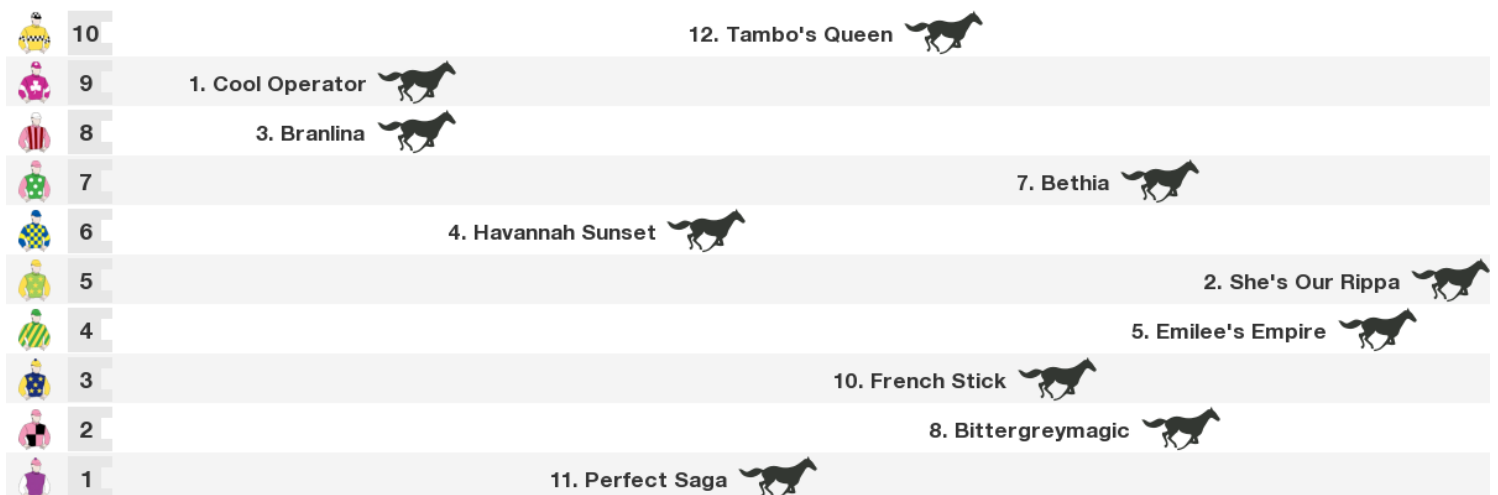 10 12. Tambo's Queen
9 1. Cool Operator
8 3. Branlina
7 7. Bethia
6 4. Havannah Sunset
5 2. She's Our Rippa
4 5. Emilee's Empire
3 10. French Stick
2 8. Bittergreymagic
1 11. Perfect Saga